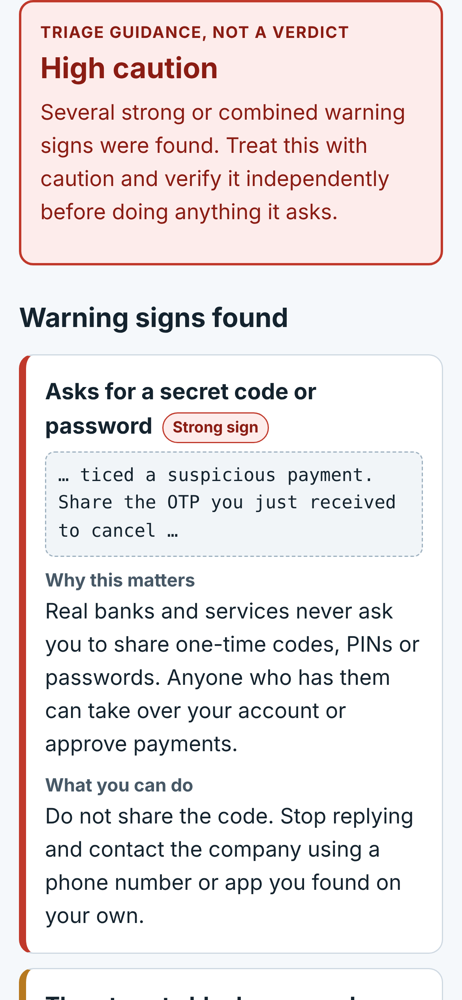 TRIAGE GUIDANCE, NOT A VERDICT
High caution
Several strong or combined warning
signs were found. Treat this with
caution and verify it independently
before doing anything it asks.
Warning signs found
Asks for a secret code or
password Strong sign
… ticed a suspicious payment.
Share the OTP you just received
to cancel …
Why this matters
Real banks and services never ask
you to share one-time codes, PINs or
passwords. Anyone who has them
can take over your account or
approve payments.
What you can do
Do not share the code. Stop replying
and contact the company using a
phone number or app you found on
your own.